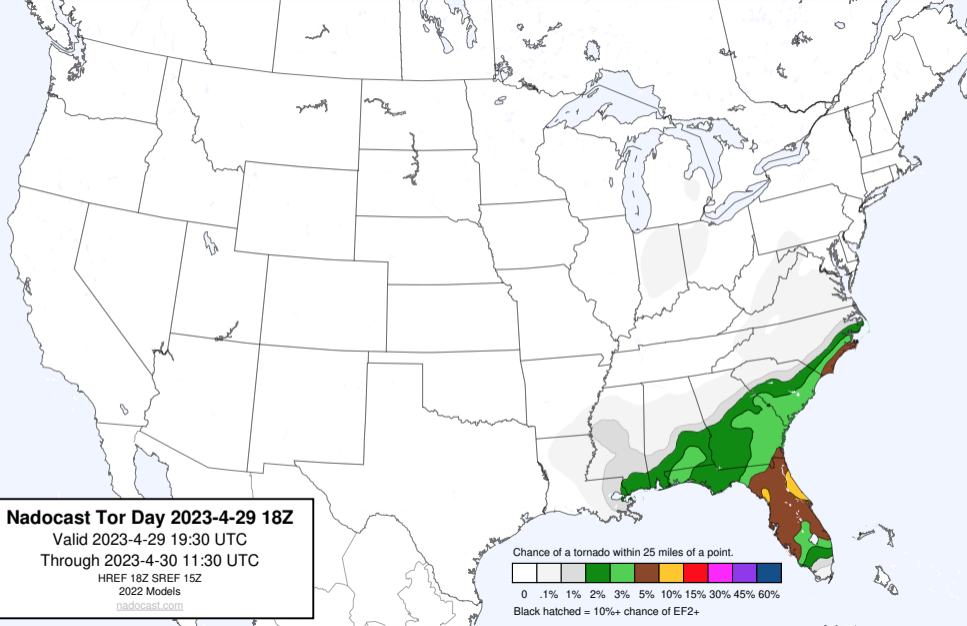 Nadocast Tor Day 2023-4-29 18Z
Valid 2023-4-29 19:30 UTC
Through 2023-4-30 11:30 UTC
HREF 18Z SREF 15Z
2022 Models
nadocast.com
Chance of a tornado within 25 miles of a point.
0 .1% 1% 2% 3% 5% 10% 15% 30% 45% 60%
Black hatched = 10%+ chance of EF2+